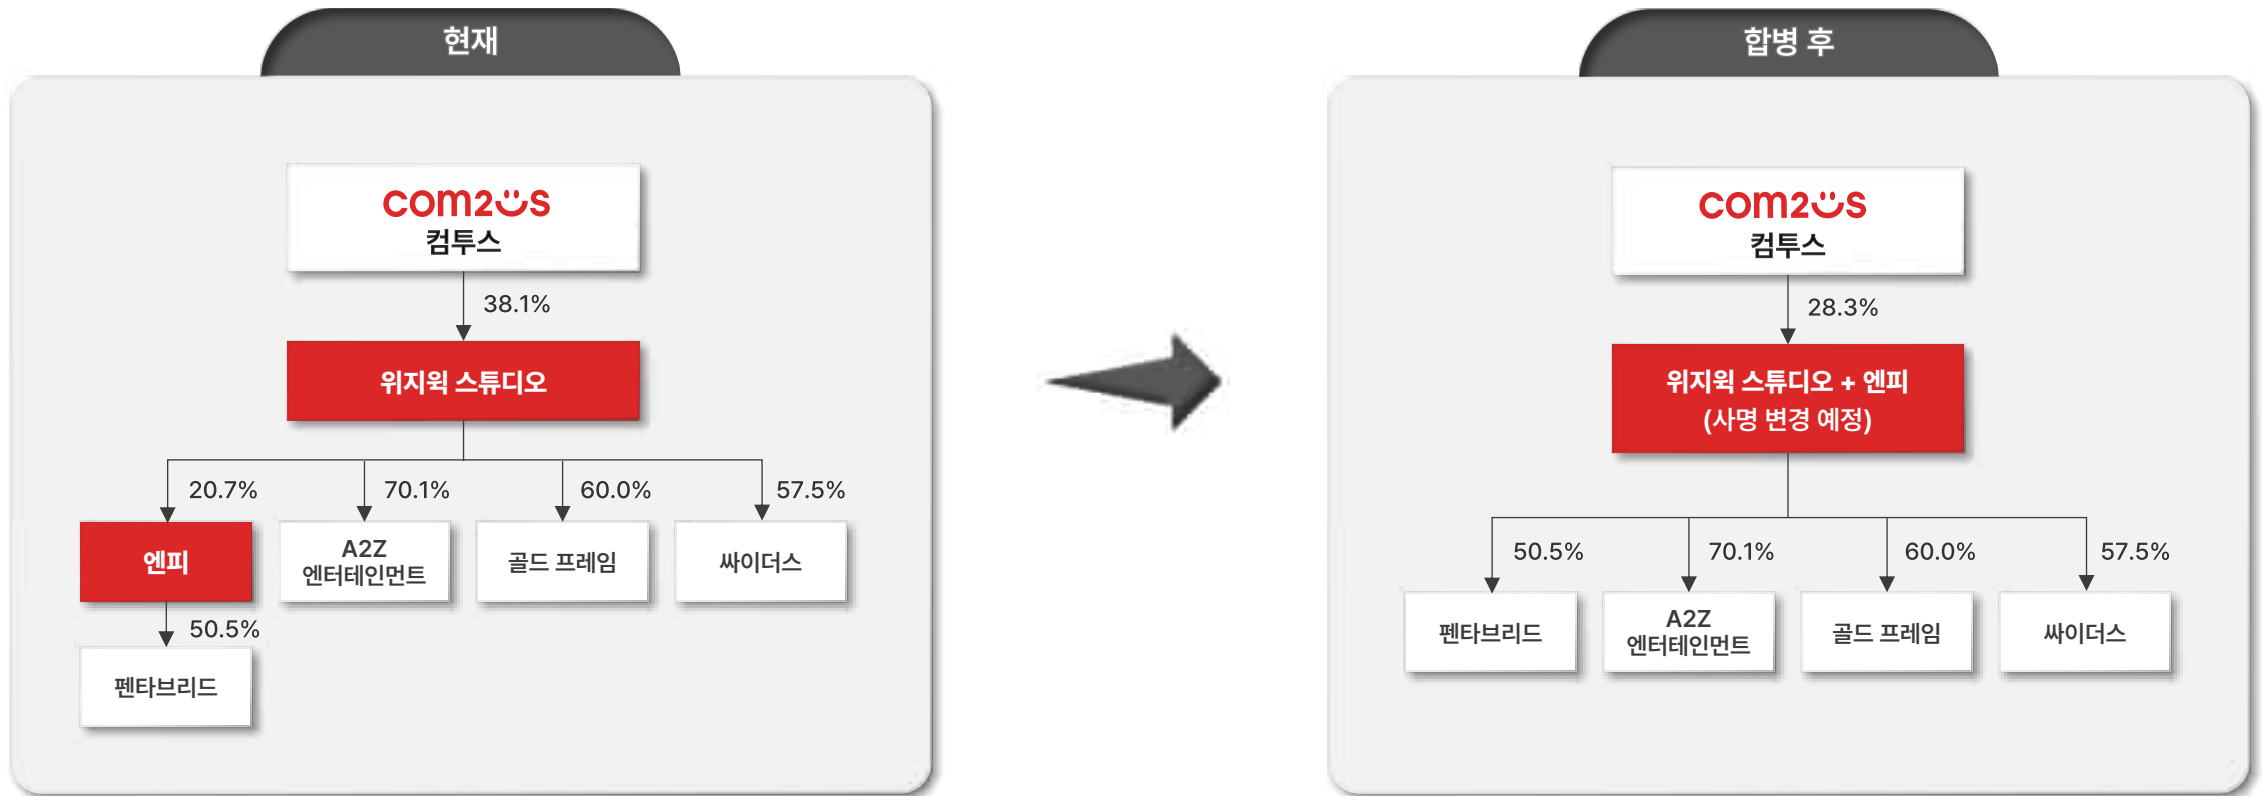 현재
com2us
컴투스
38.1%
위지윅 스튜디오
20.7%
70.1%
60.0%
57.5%
엔피
A2Z
엔터테인먼트
골드 프레임
싸이더스
50.5%
펜타브리드
합병 후
com2us
컴투스
28.3%
위지윅 스튜디오 + 엔피
(사명 변경 예정)
50.5%
70.1%
60.0%
57.5%
펜타브리드
A2Z
엔터테인먼트
골드 프레임
싸이더스